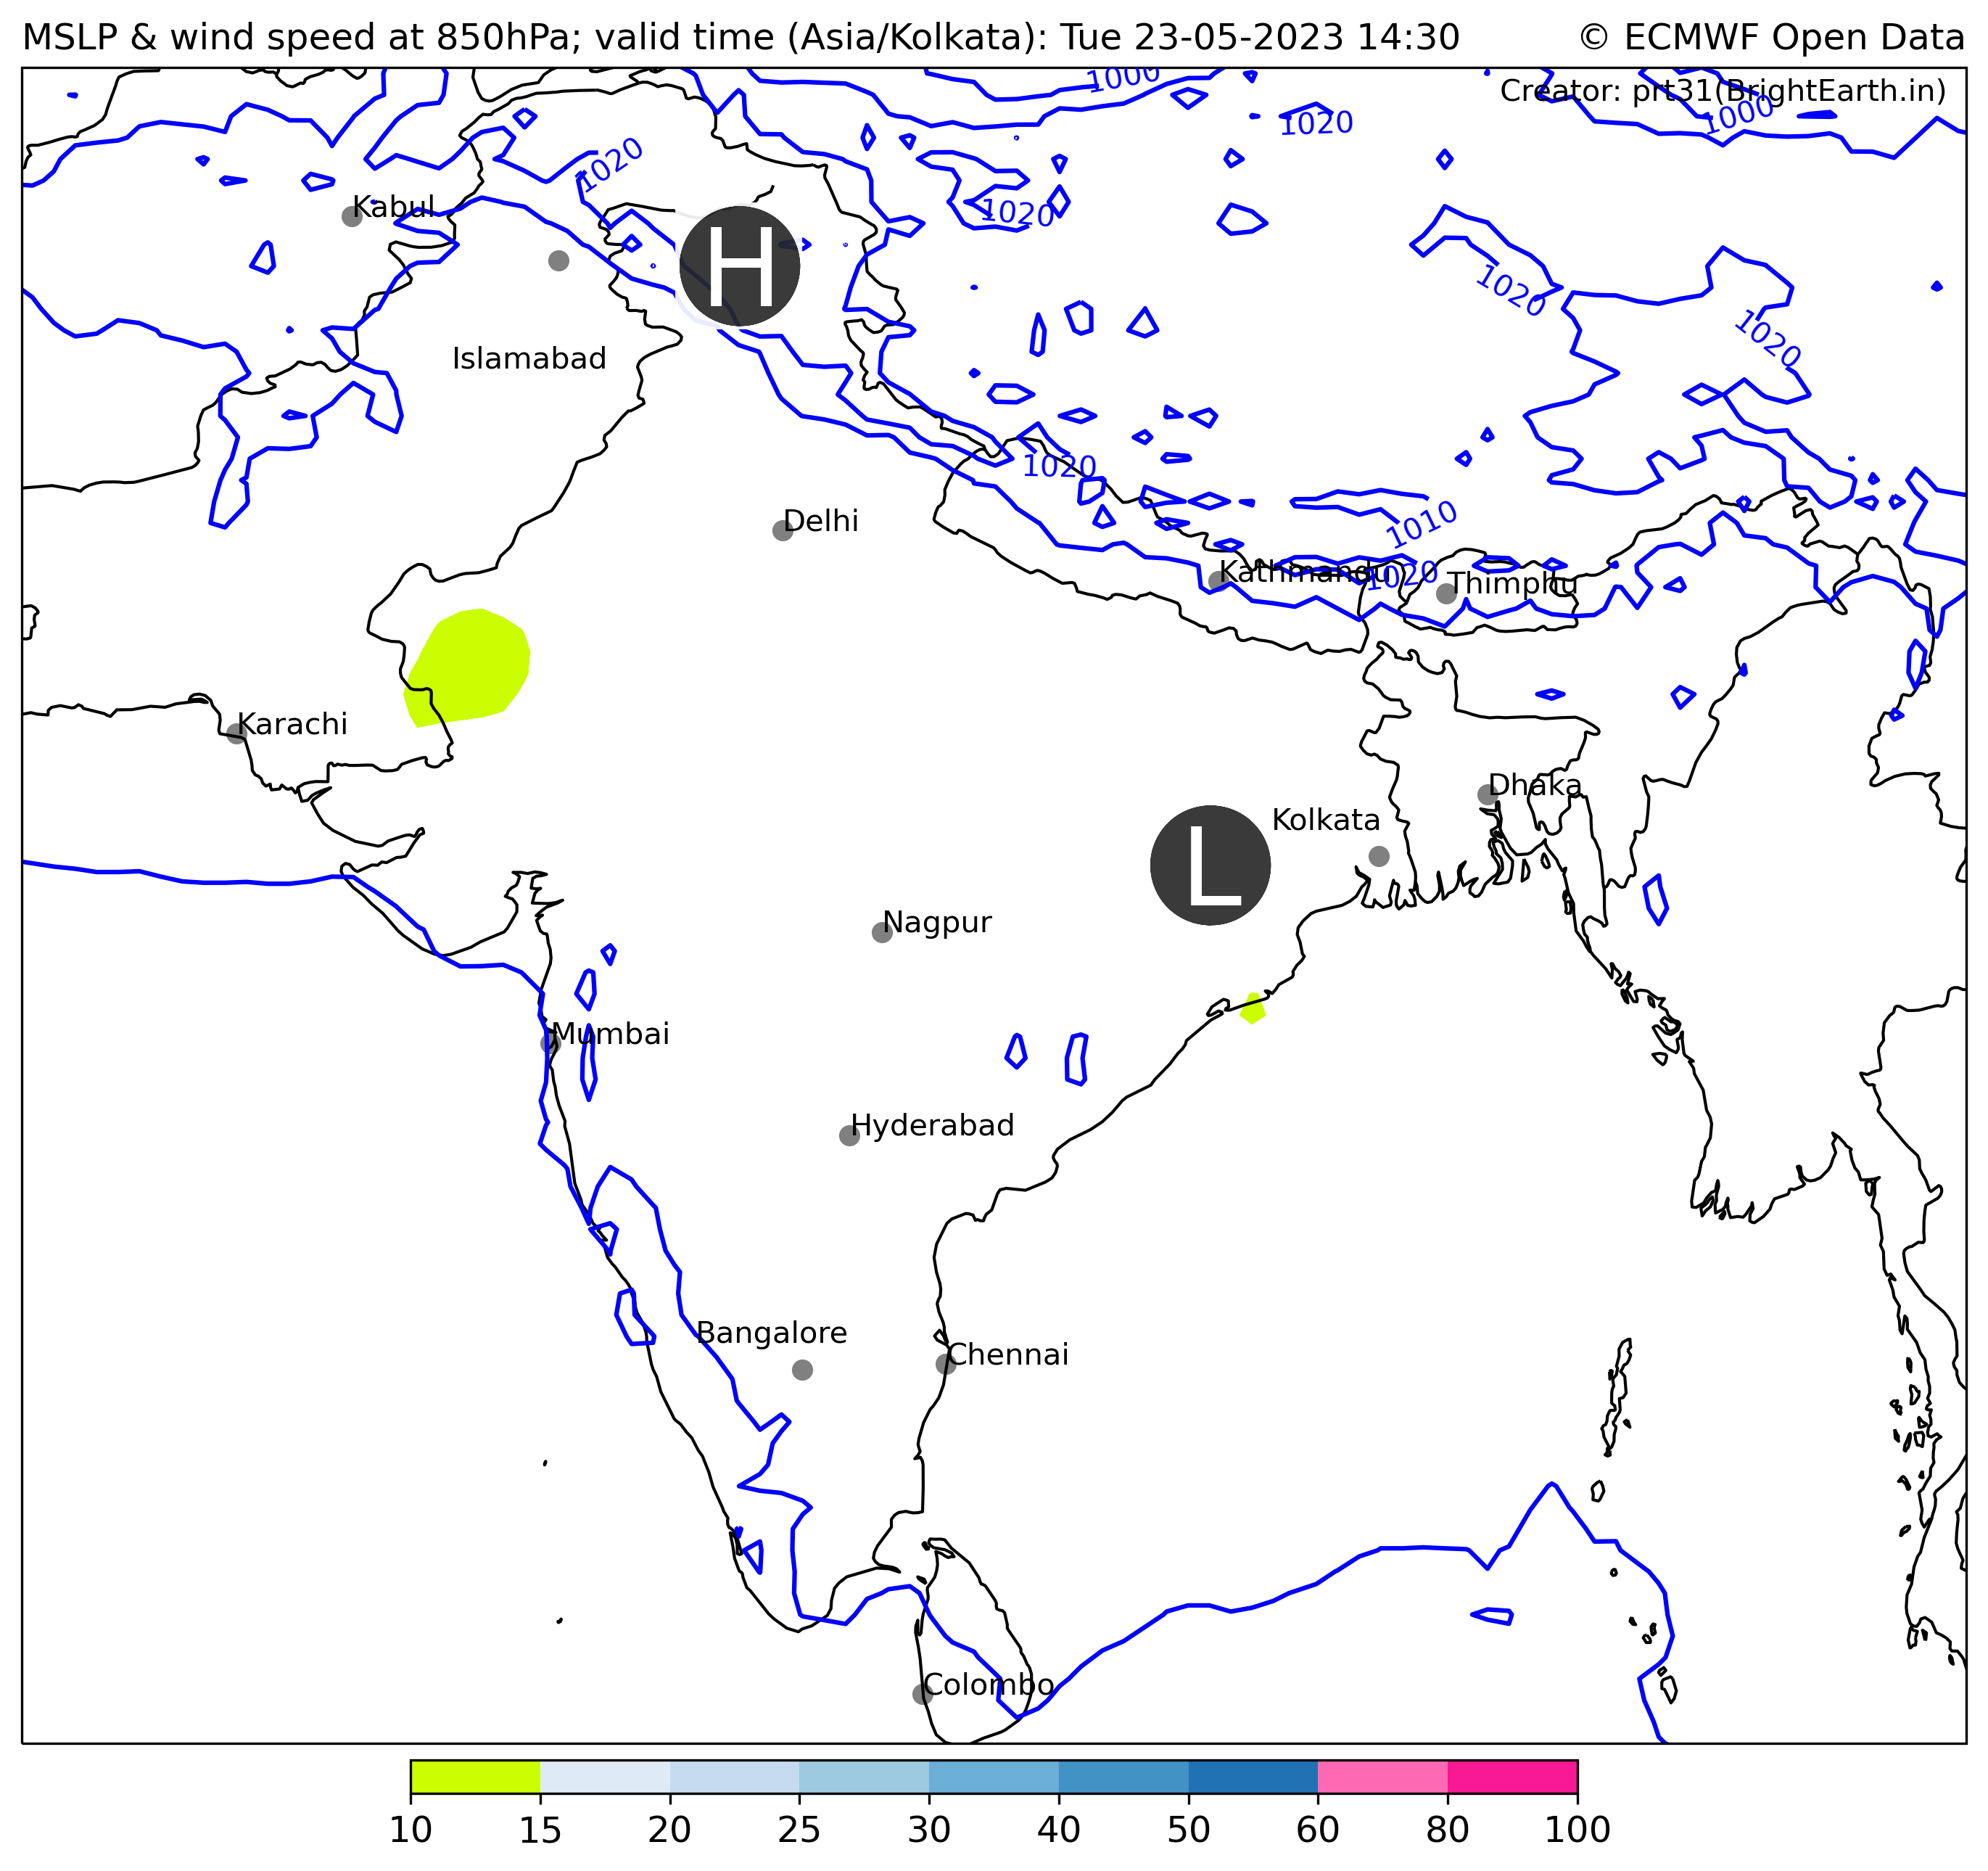 MSLP & wind speed at 850hPa; valid time (Asia/Kolkata): Tue 23-05-2023 14:30
© ECMWF Open Data
Creator: prt31(BrightEarth.in)
1000
1000
1020
1020
1020
Kabul
H
1020
1020
Islamabad
1020
Delhi
1010
Kathmandu
1020
Thimphu
Karachi
Dhaka
Kolkata
L
Nagpur
Mumbai
Hyderabad
Bangalore
Chennai
Colombo
10 15 20 25 30 40 50 60 80 100